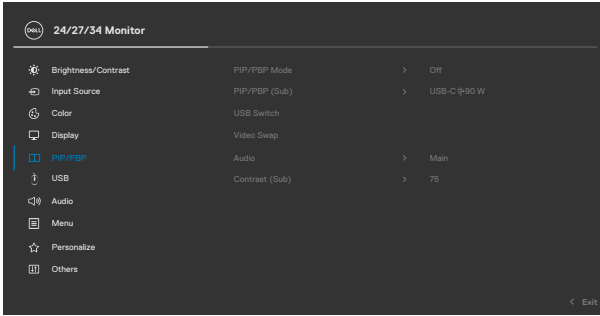 DELL 24/27/34 Monitor
Brightness/Contrast PIP/PBP Mode > Off
Input Source PIP/PBP (Sub) > USB-C 90 W
Color USB Switch
Display Video Swap
PIP/PBP Audio > Main
USB Contrast (Sub) > 75
Audio
Menu
Personalize
Others
< Exit